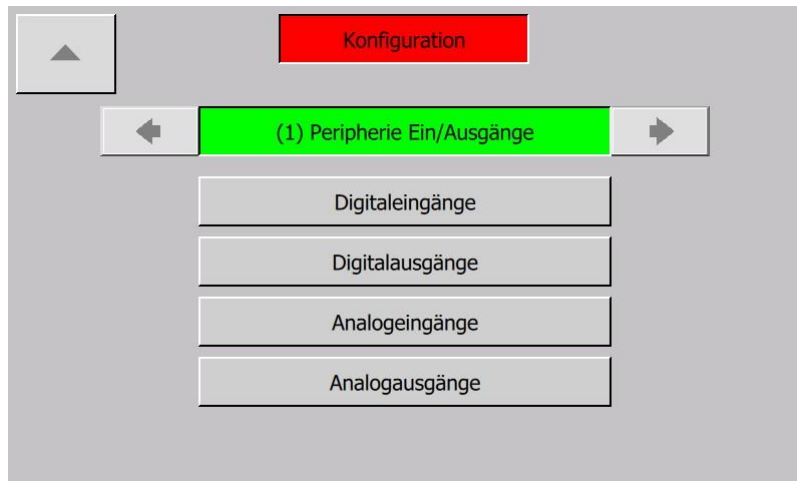 Konfiguration
(1) Peripherie Ein/Ausgänge
Digitaleingänge
Digitalausgänge
Analogeingänge
Analogausgänge